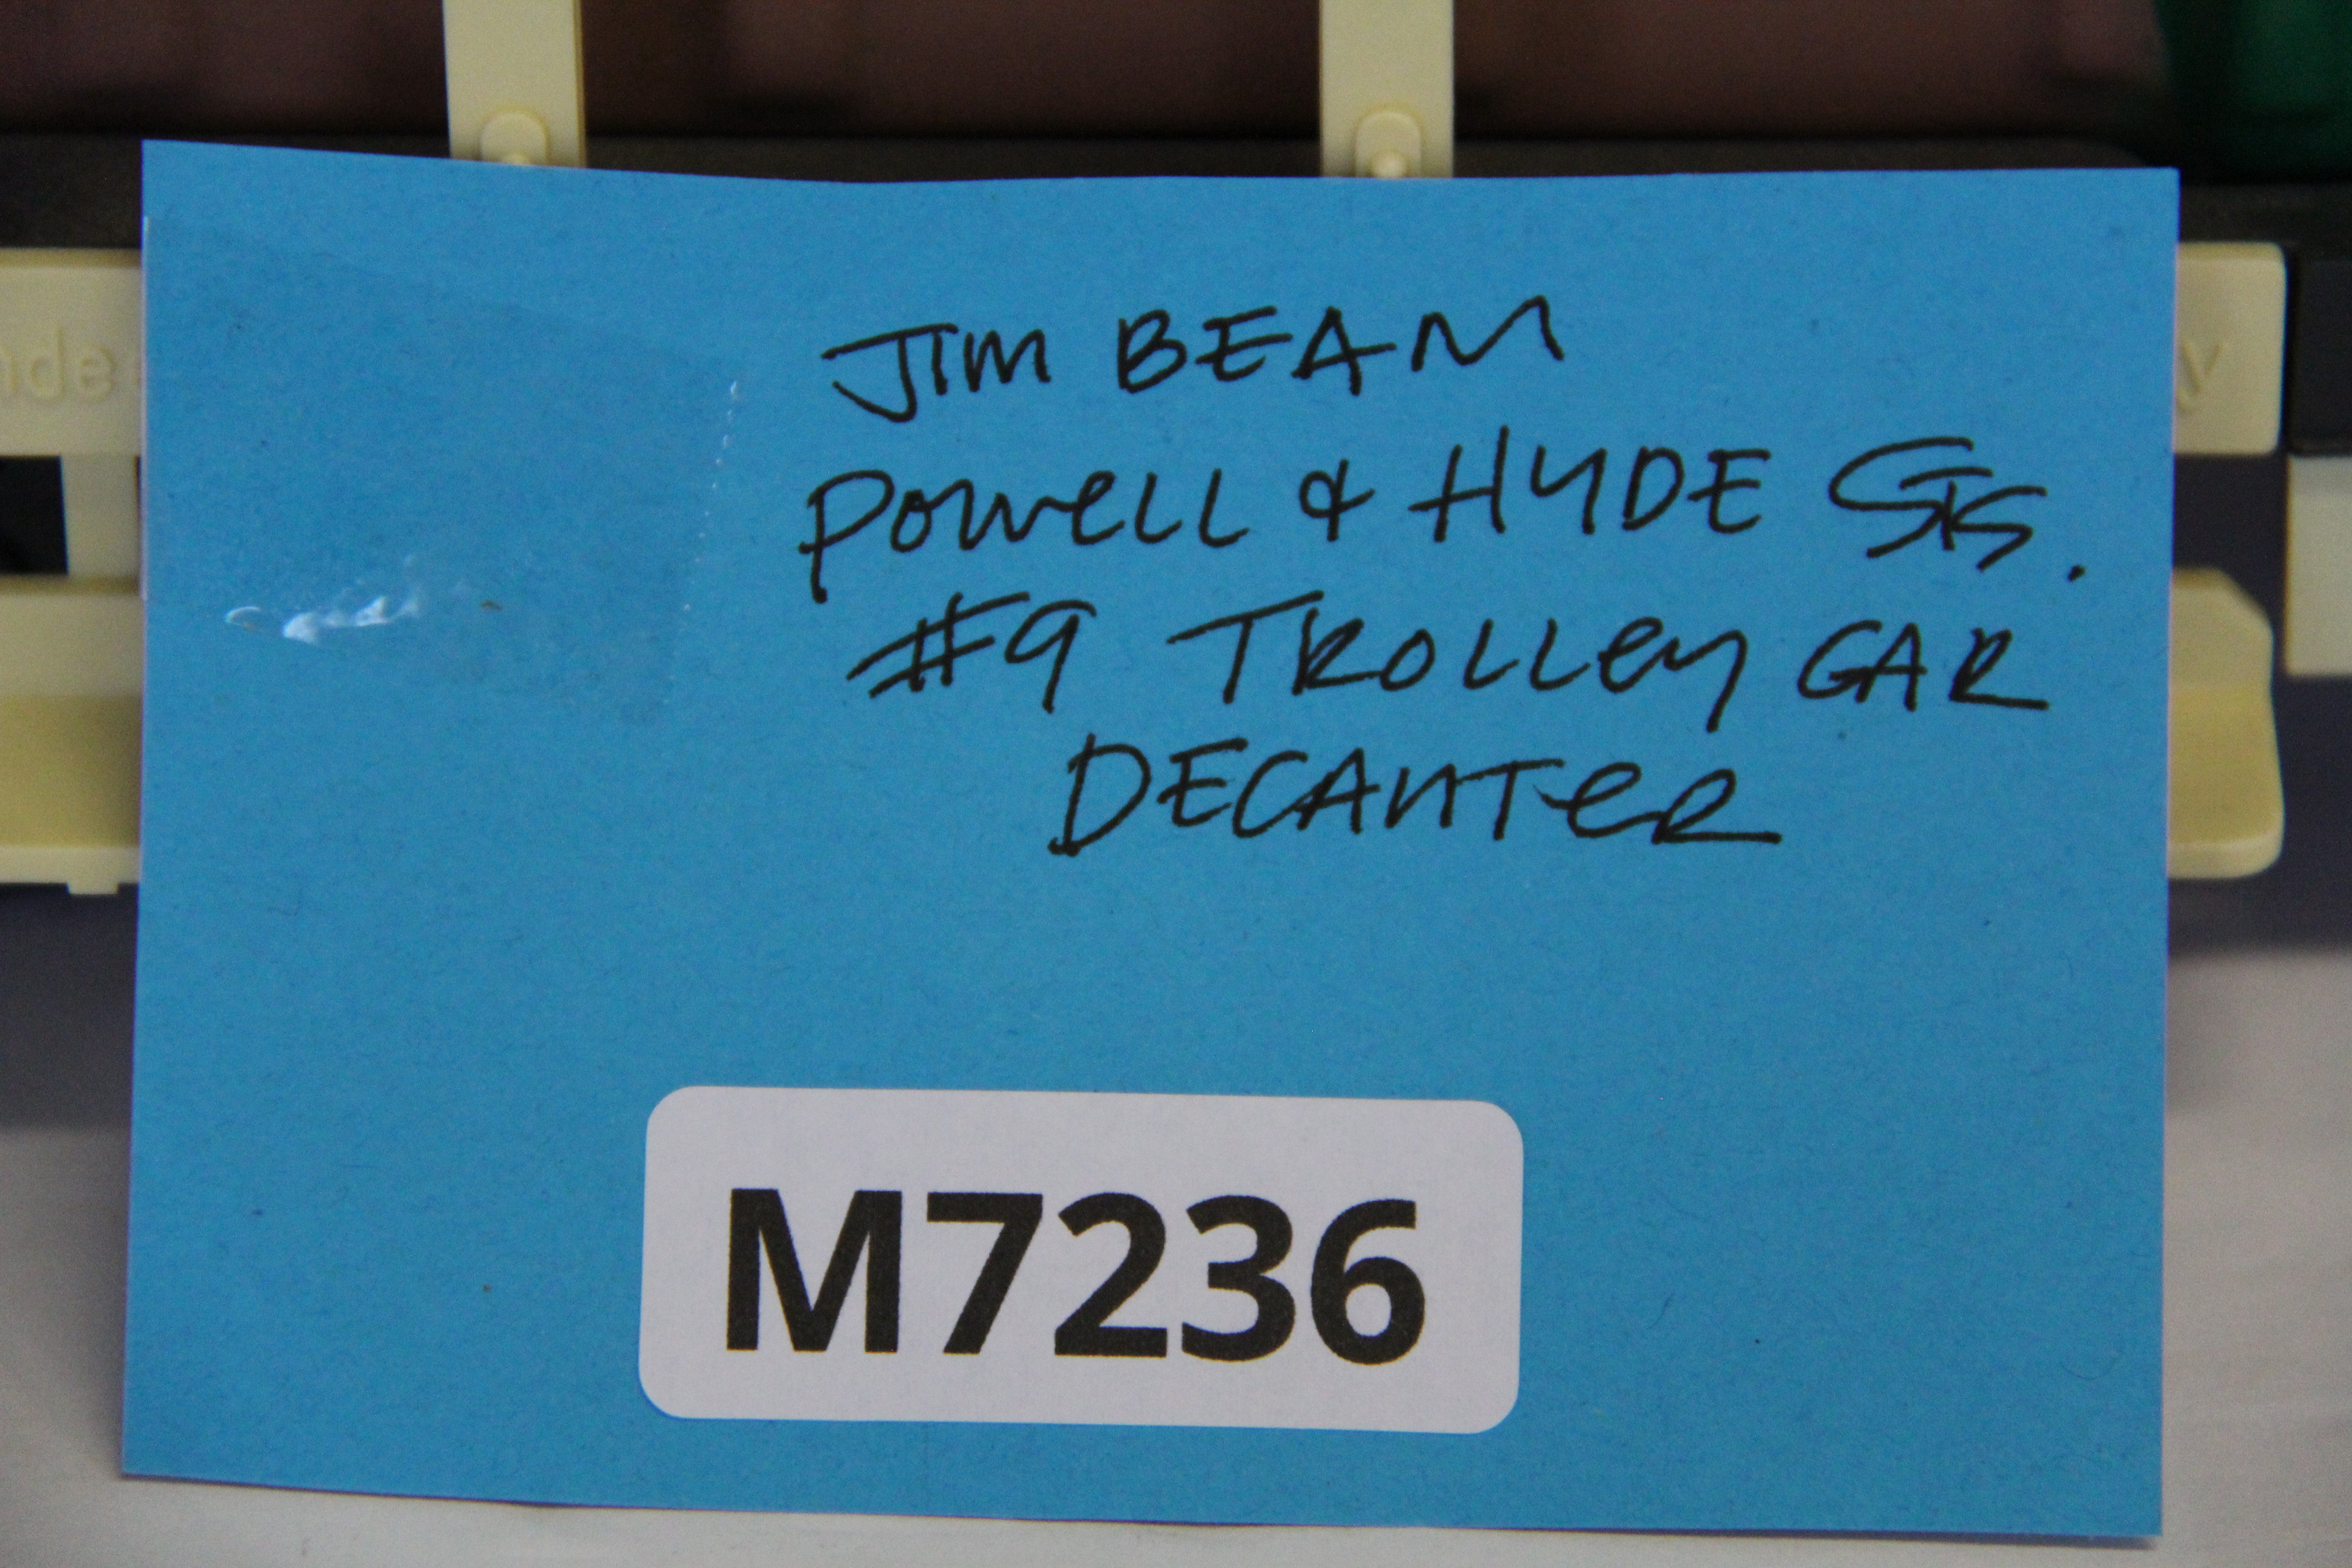 JIM BEAM
POWELL & HYDE STS.
#9 TROLLEY CAR
DECANTER
M7236